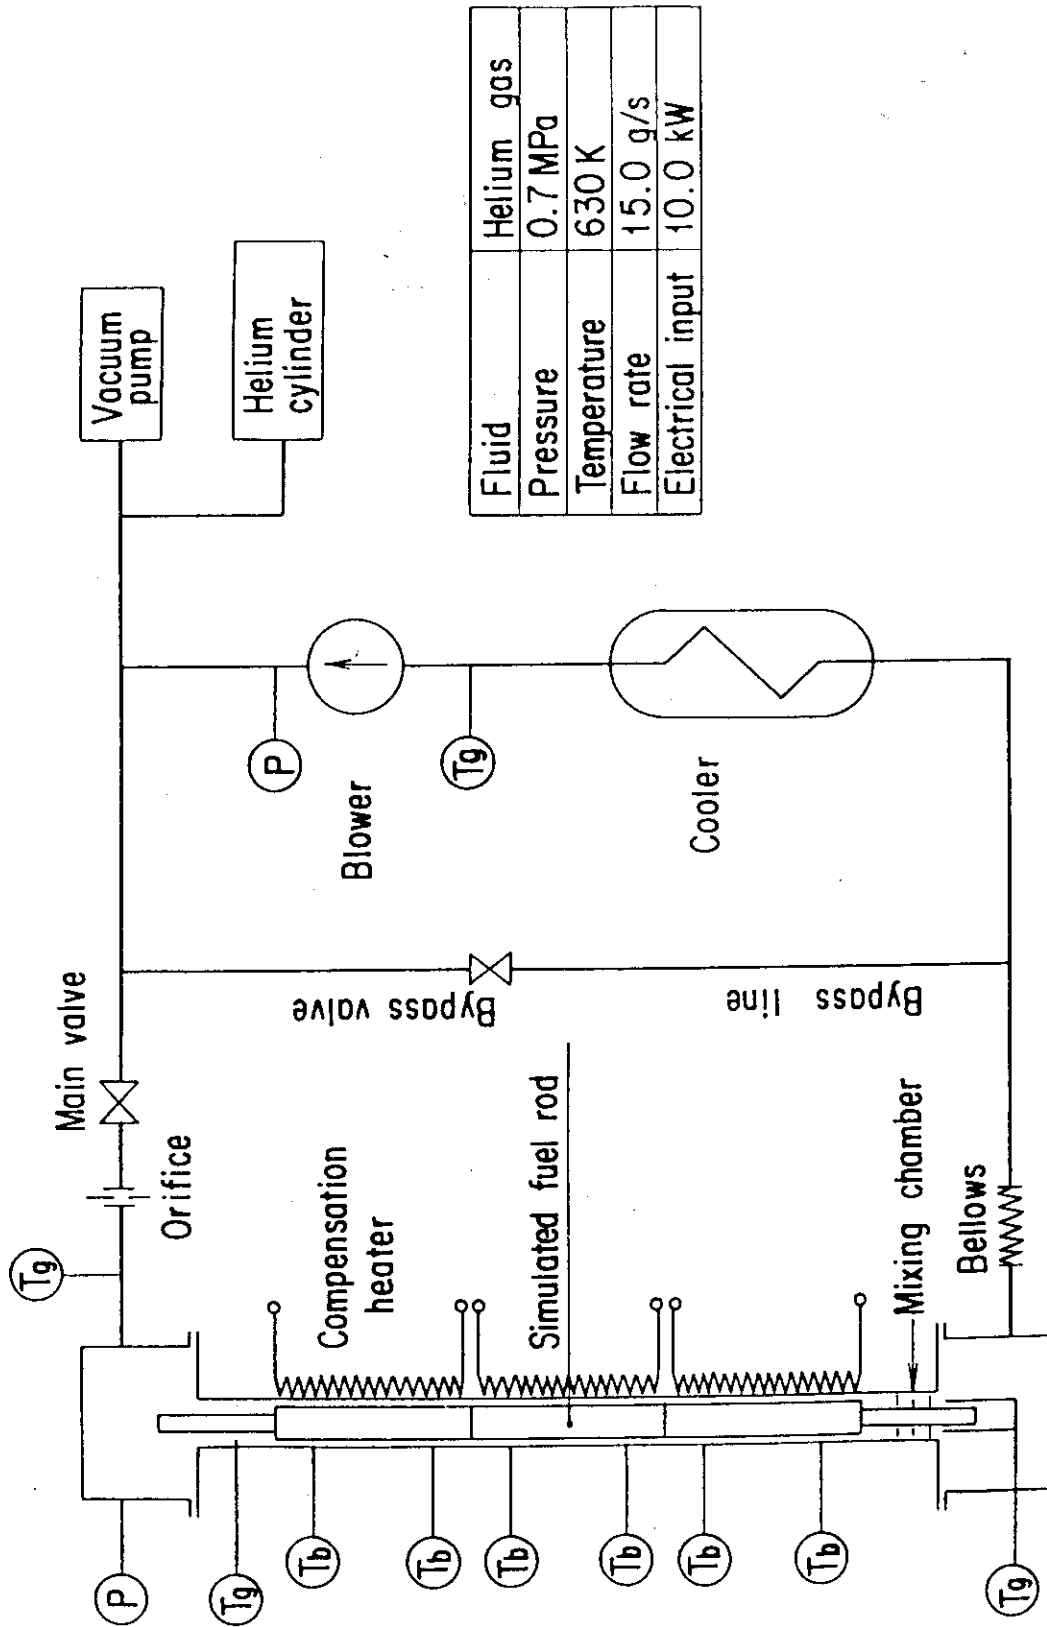 Vacuum
pump
Helium
cylinder
Main valve
Orifice
Tg
P
Tg
Tb
Tb
Tb
Tb
Tb
Tb
Tg
Compensation
heater
Simulated fuel rod
Mixing chamber
Bellows
Bypass valve
Bypass line
P
Blower
Tg
Cooler
Fluid Helium gas
Pressure 0.7 MPa
Temperature 630 K
Flow rate 15.0 g/s
Electrical input 10.0 kW